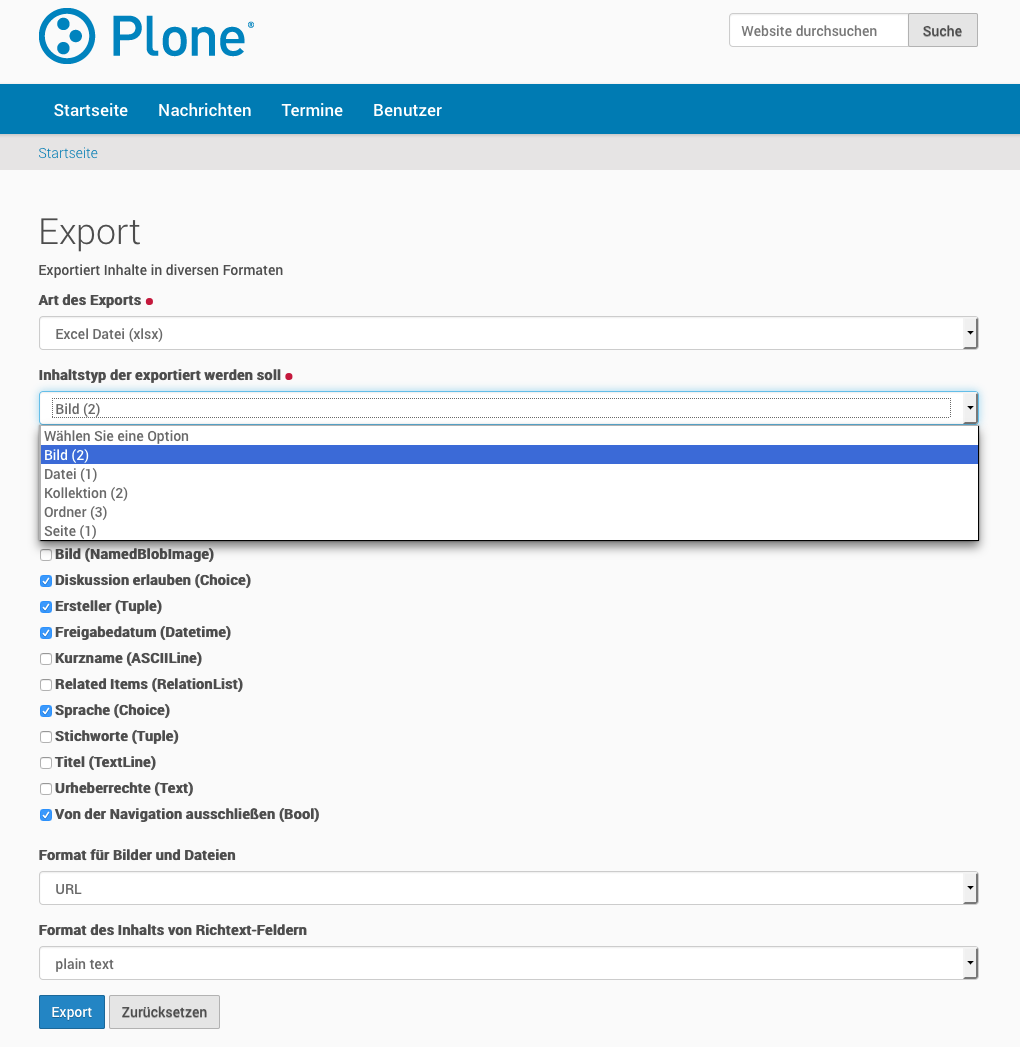 Plone®
Website durchsuchen
Suche
Startseite Nachrichten Termine Benutzer
Startseite
Export
Exportiert Inhalte in diversen Formaten
Art des Exports
Excel Datei (xlsx)
Inhaltstyp der exportiert werden soll
Bild (2)
Wählen Sie eine Option
Bild (2)
Datei (1)
Kollektion (2)
Ordner (3)
Seite (1)
Bild (NamedBlobImage)
Diskussion erlauben (Choice)
Ersteller (Tuple)
Freigabedatum (Datetime)
Kurzname (ASCIILine)
Related Items (RelationList)
Sprache (Choice)
Stichworte (Tuple)
Titel (TextLine)
Urheberrechte (Text)
Von der Navigation ausschließen (Bool)
Format für Bilder und Dateien
URL
Format des Inhalts von Richtext-Feldern
plain text
Export Zurücksetzen